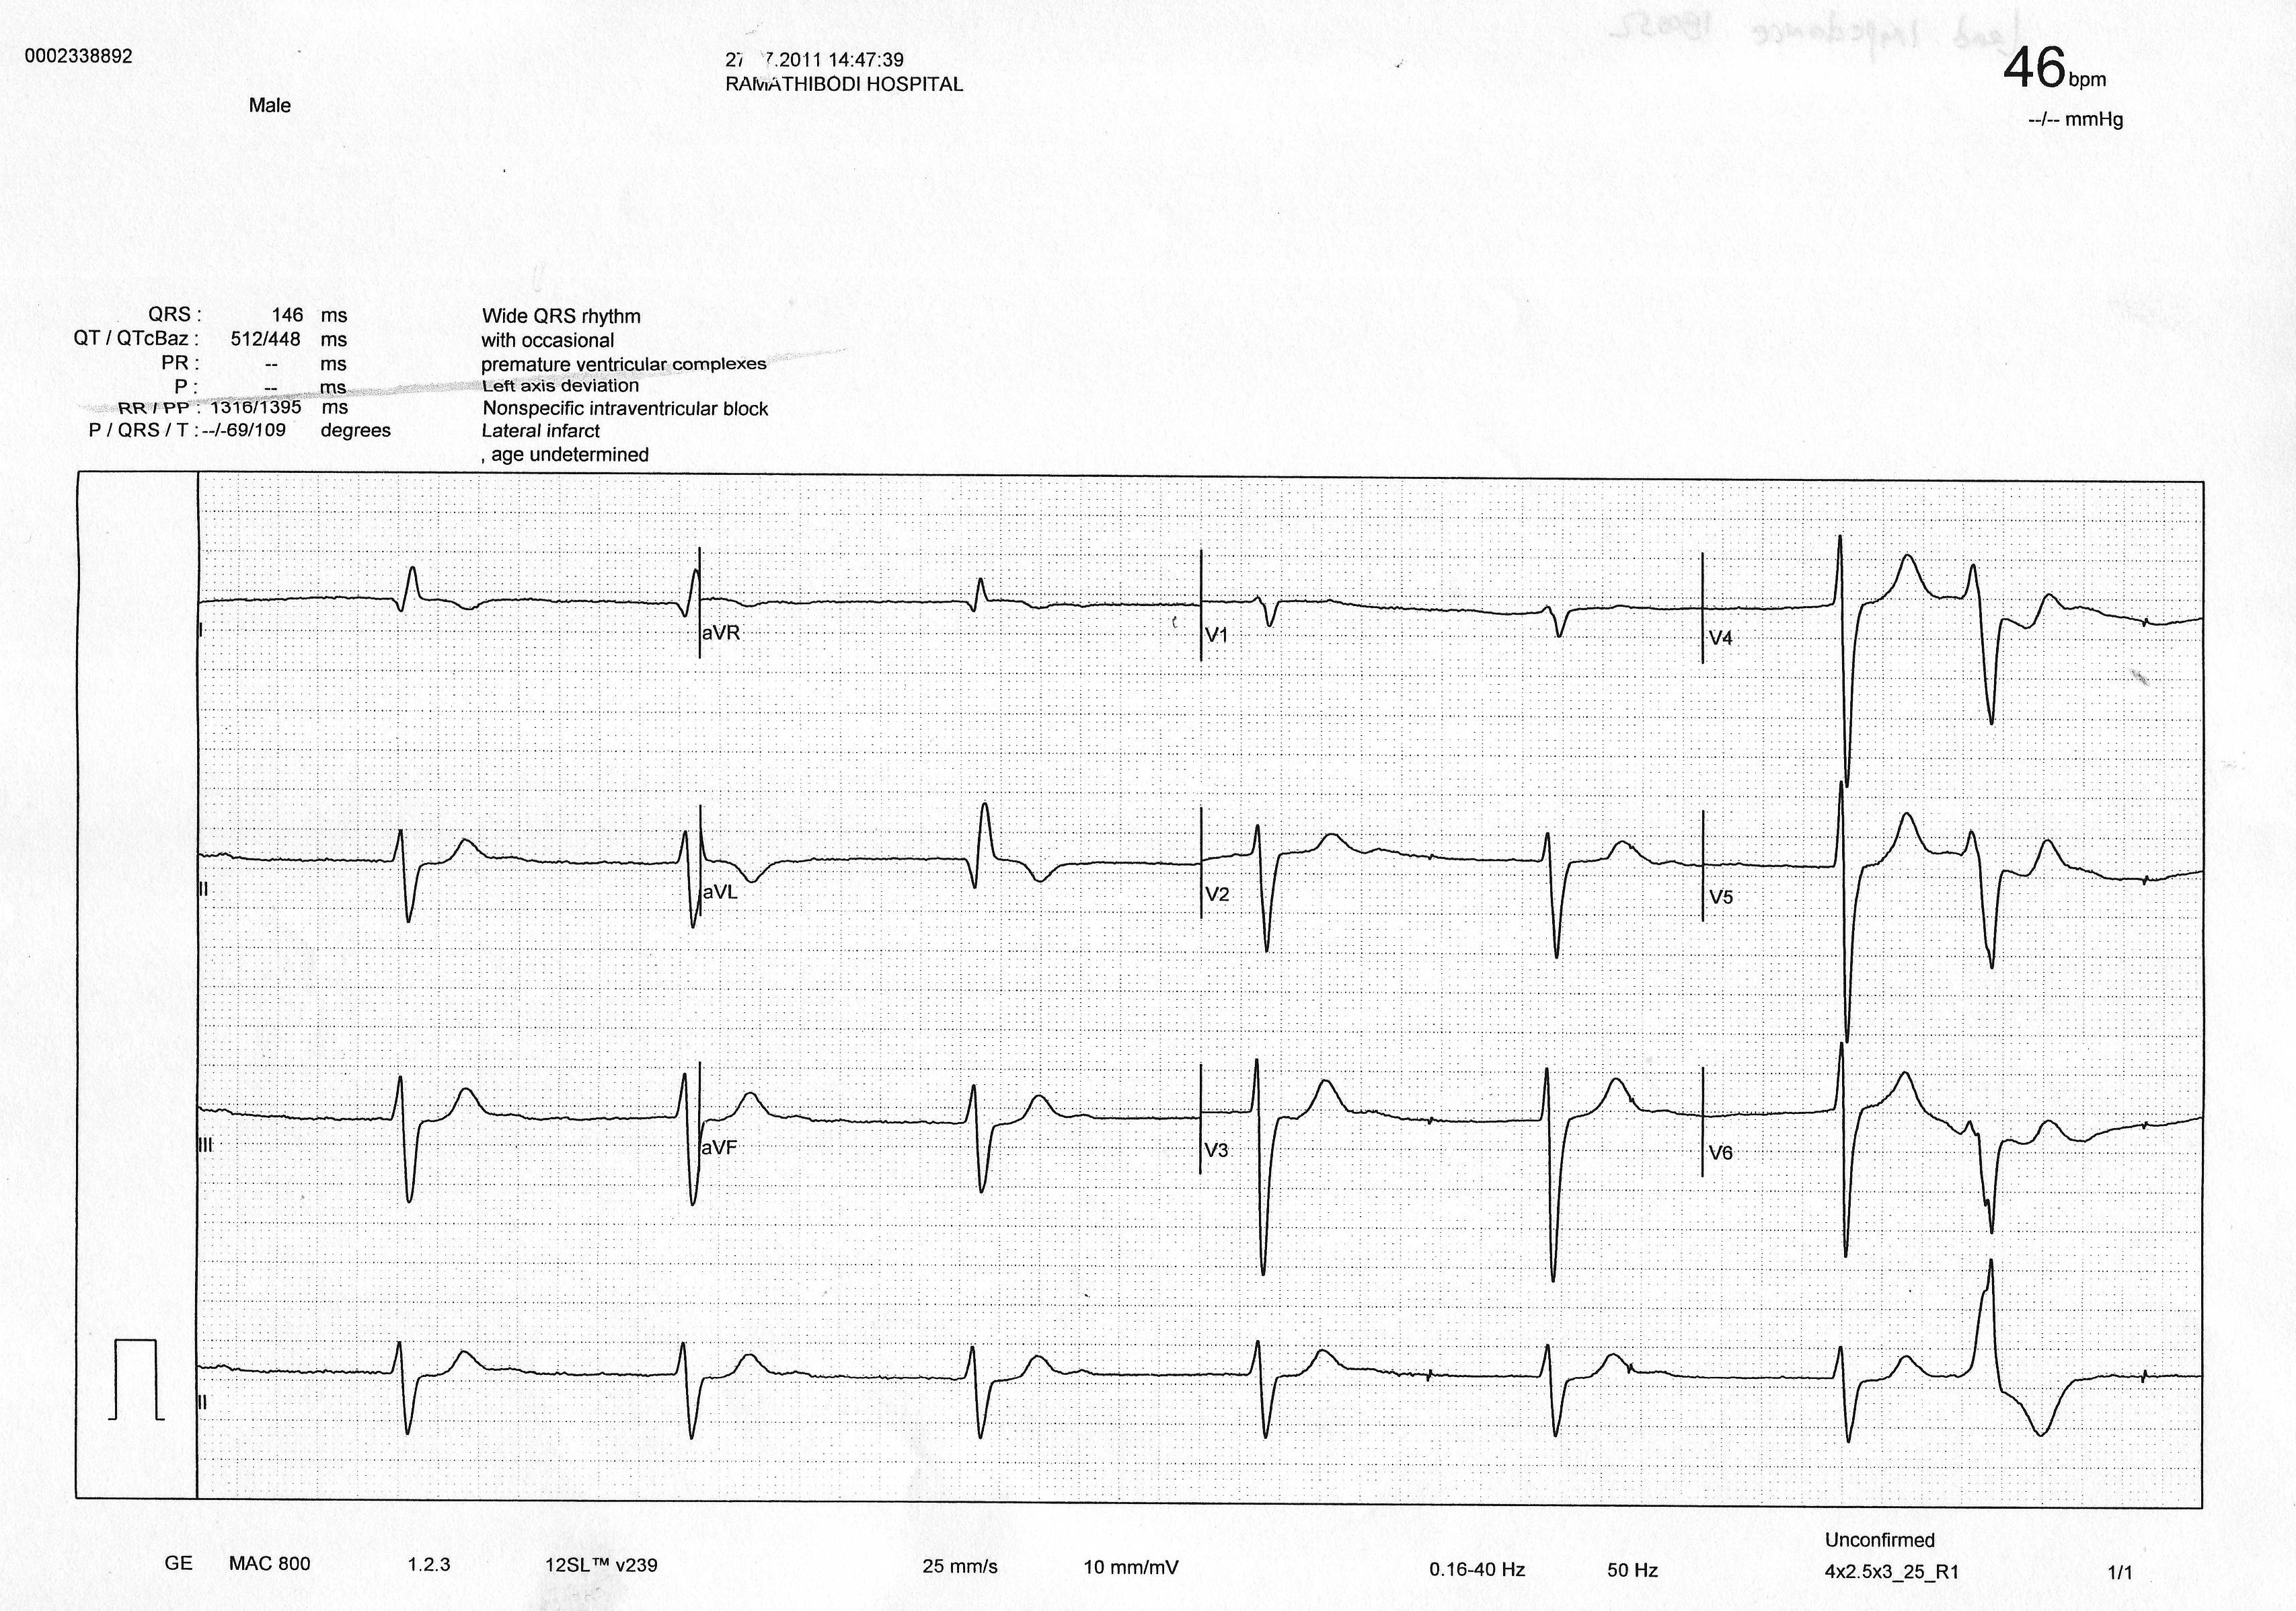 Lead Impedance
0002338892
27 7.2011 14:47:39
RAMATHIBODI HOSPITAL
46 bpm
Male
--/-- mmHg
QRS : 146 ms Wide QRS rhythm
QT / QTcBaz : 512/448 ms with occasional
PR : -- ms premature ventricular complexes
P : -- ms Left axis deviation
RR / PP : 1316/1395 ms Nonspecific intraventricular block
P / QRS / T : --/-69/109 degrees Lateral infarct
, age undetermined
I aVR V1 V4
II aVL V2 V5
III aVF V3 V6
II
Unconfirmed
GE MAC 800 1.2.3 12SL™ v239 25 mm/s 10 mm/mV 0.16-40 Hz 50 Hz 4x2.5x3_25_R1 1/1